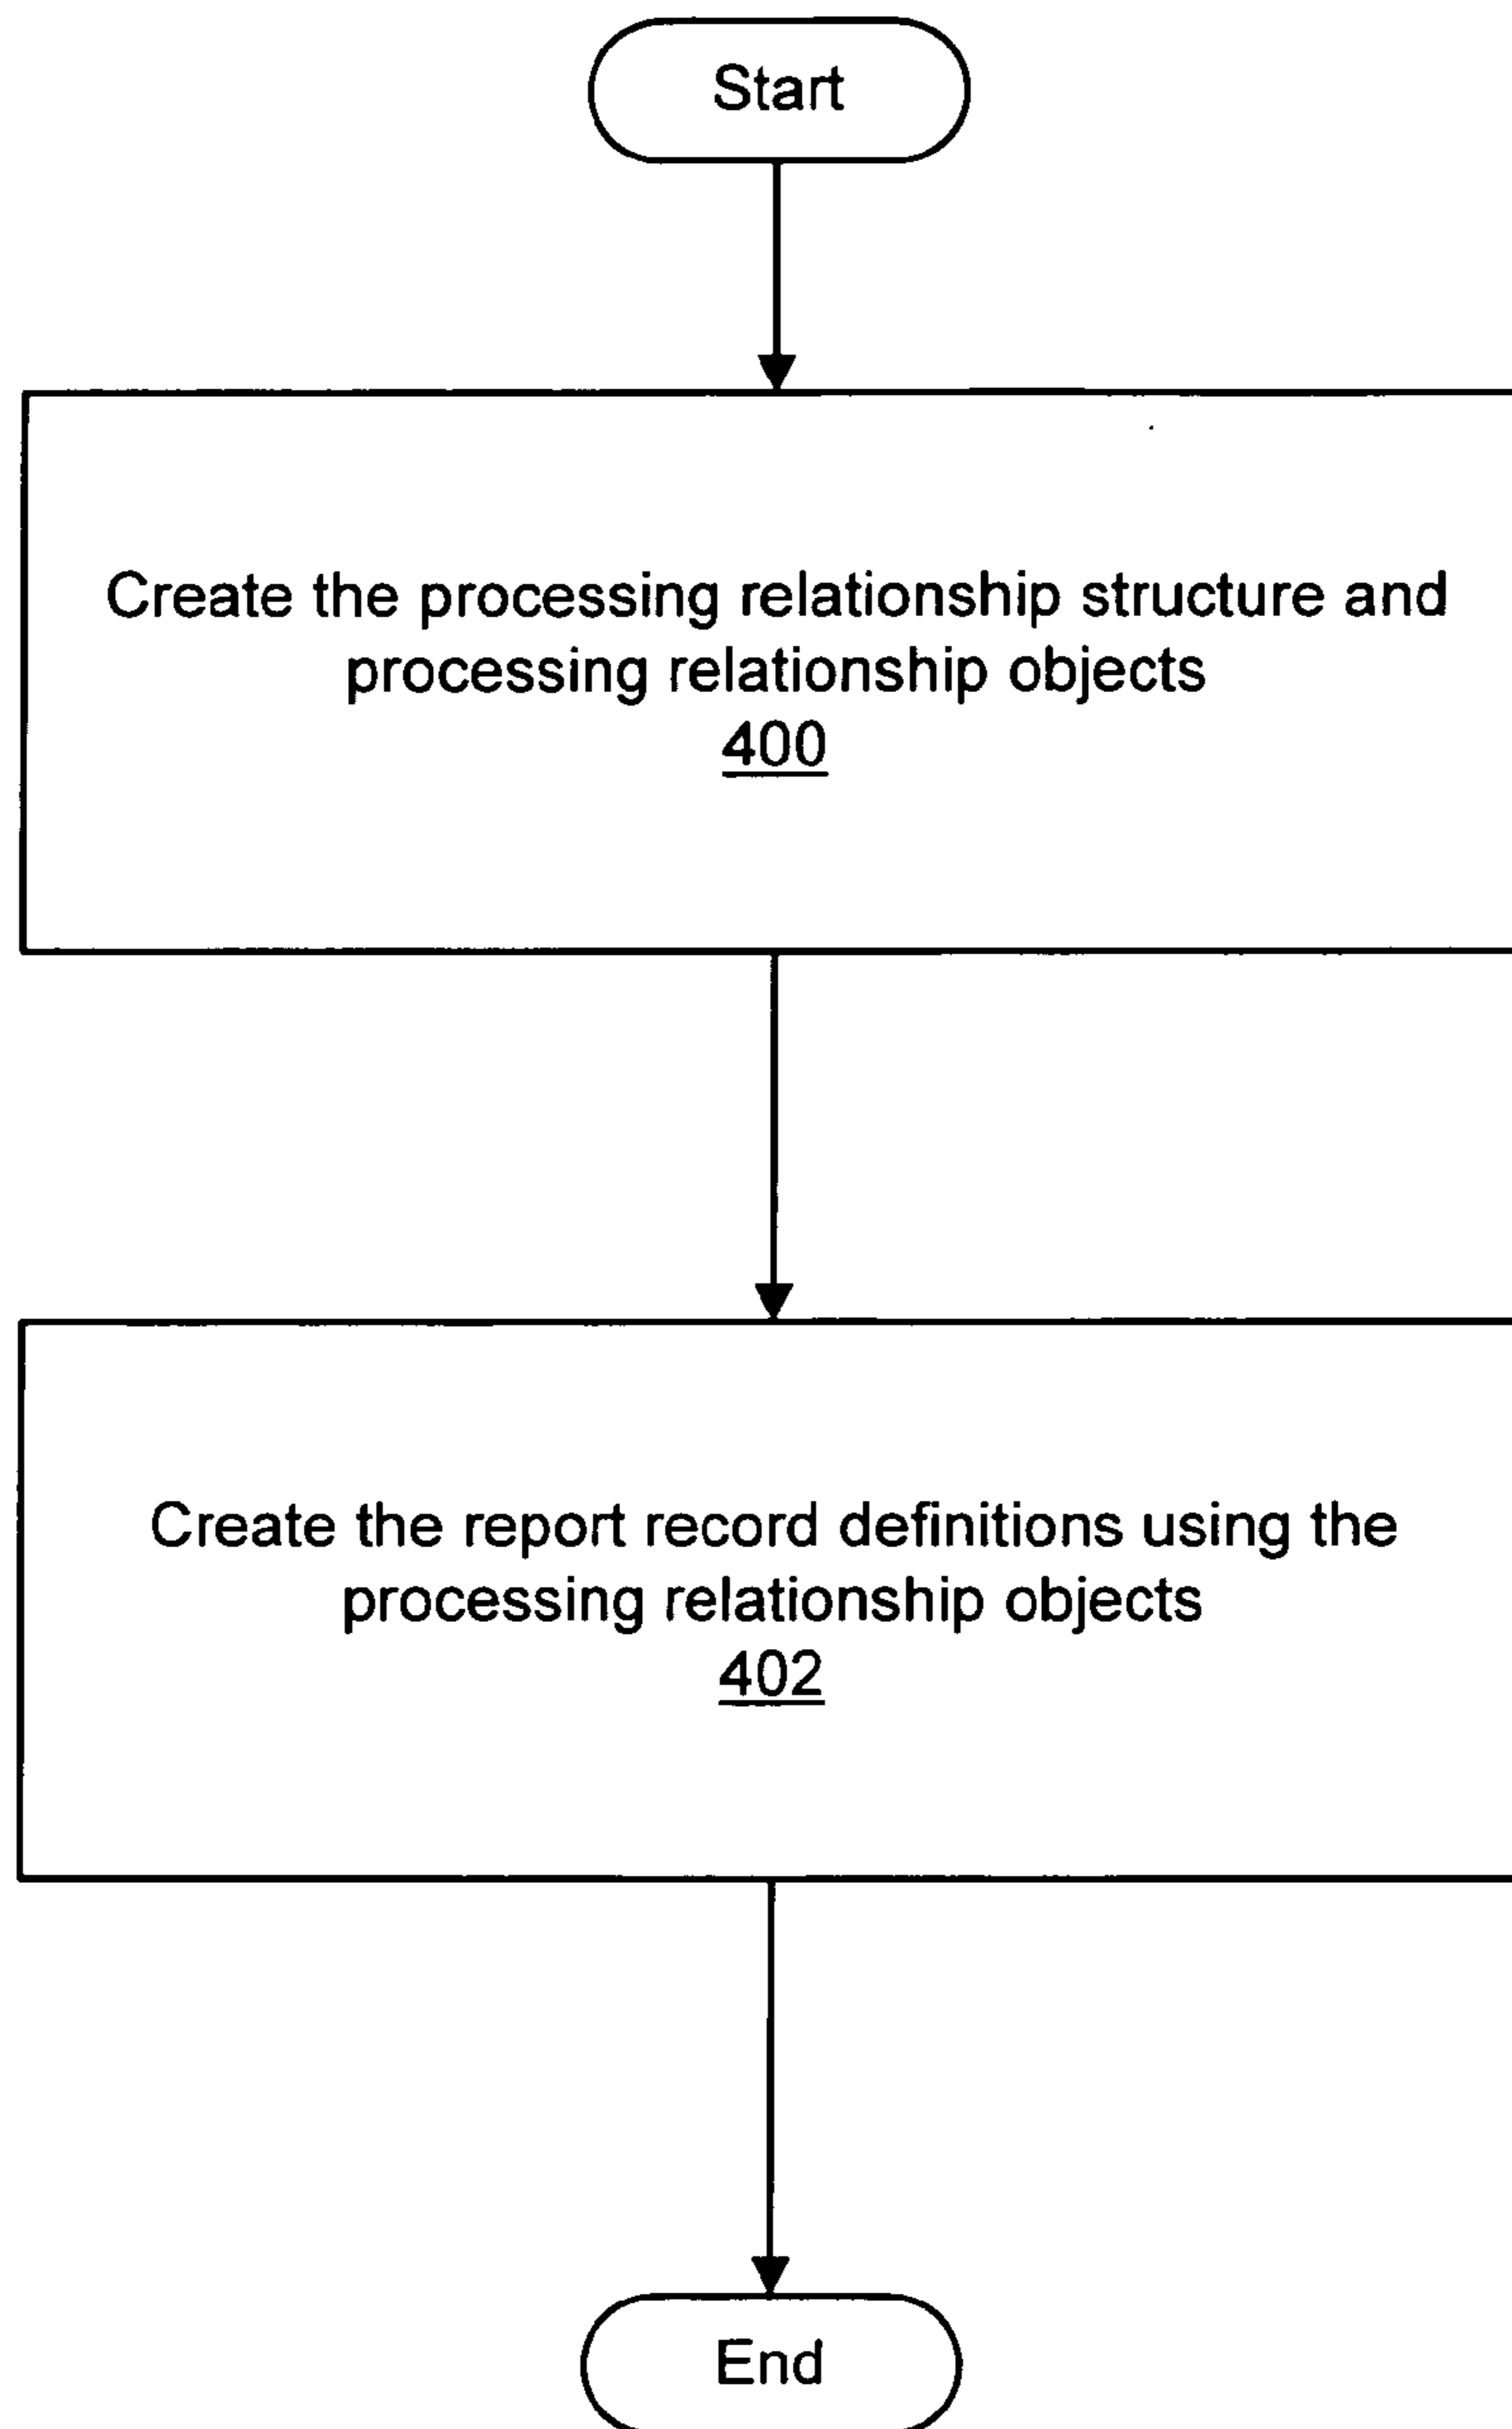 Start
Create the processing relationship structure and
processing relationship objects
400
Create the report record definitions using the
processing relationship objects
402
End